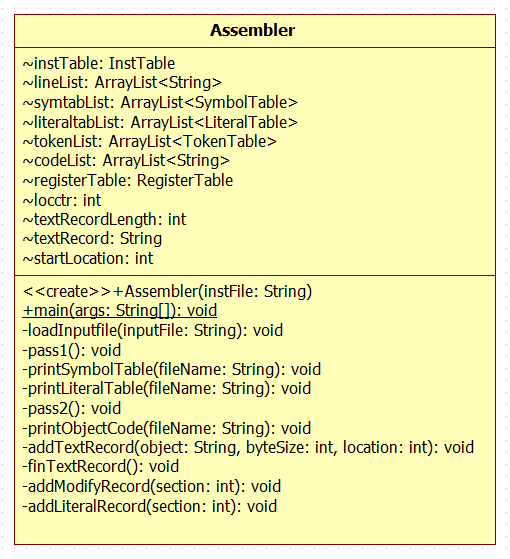 Assembler
~instTable: InstTable
~lineList: ArrayList<String>
~symtabList: ArrayList<SymbolTable>
~literaltabList: ArrayList<LiteralTable>
~tokenList: ArrayList<TokenTable>
~codeList: ArrayList<String>
~registerTable: RegisterTable
~locctr: int
~textRecordLength: int
~textRecord: String
~startLocation: int
<<create>>+Assembler(instFile: String)
+main(args: String[]): void
-loadInputfile(inputFile: String): void
-pass1(): void
-printSymbolTable(fileName: String): void
-printLiteralTable(fileName: String): void
-pass2(): void
-printObjectCode(fileName: String): void
-addTextRecord(object: String, byteSize: int, location: int): void
-finTextRecord(): void
-addModifyRecord(section: int): void
-addLiteralRecord(section: int): void